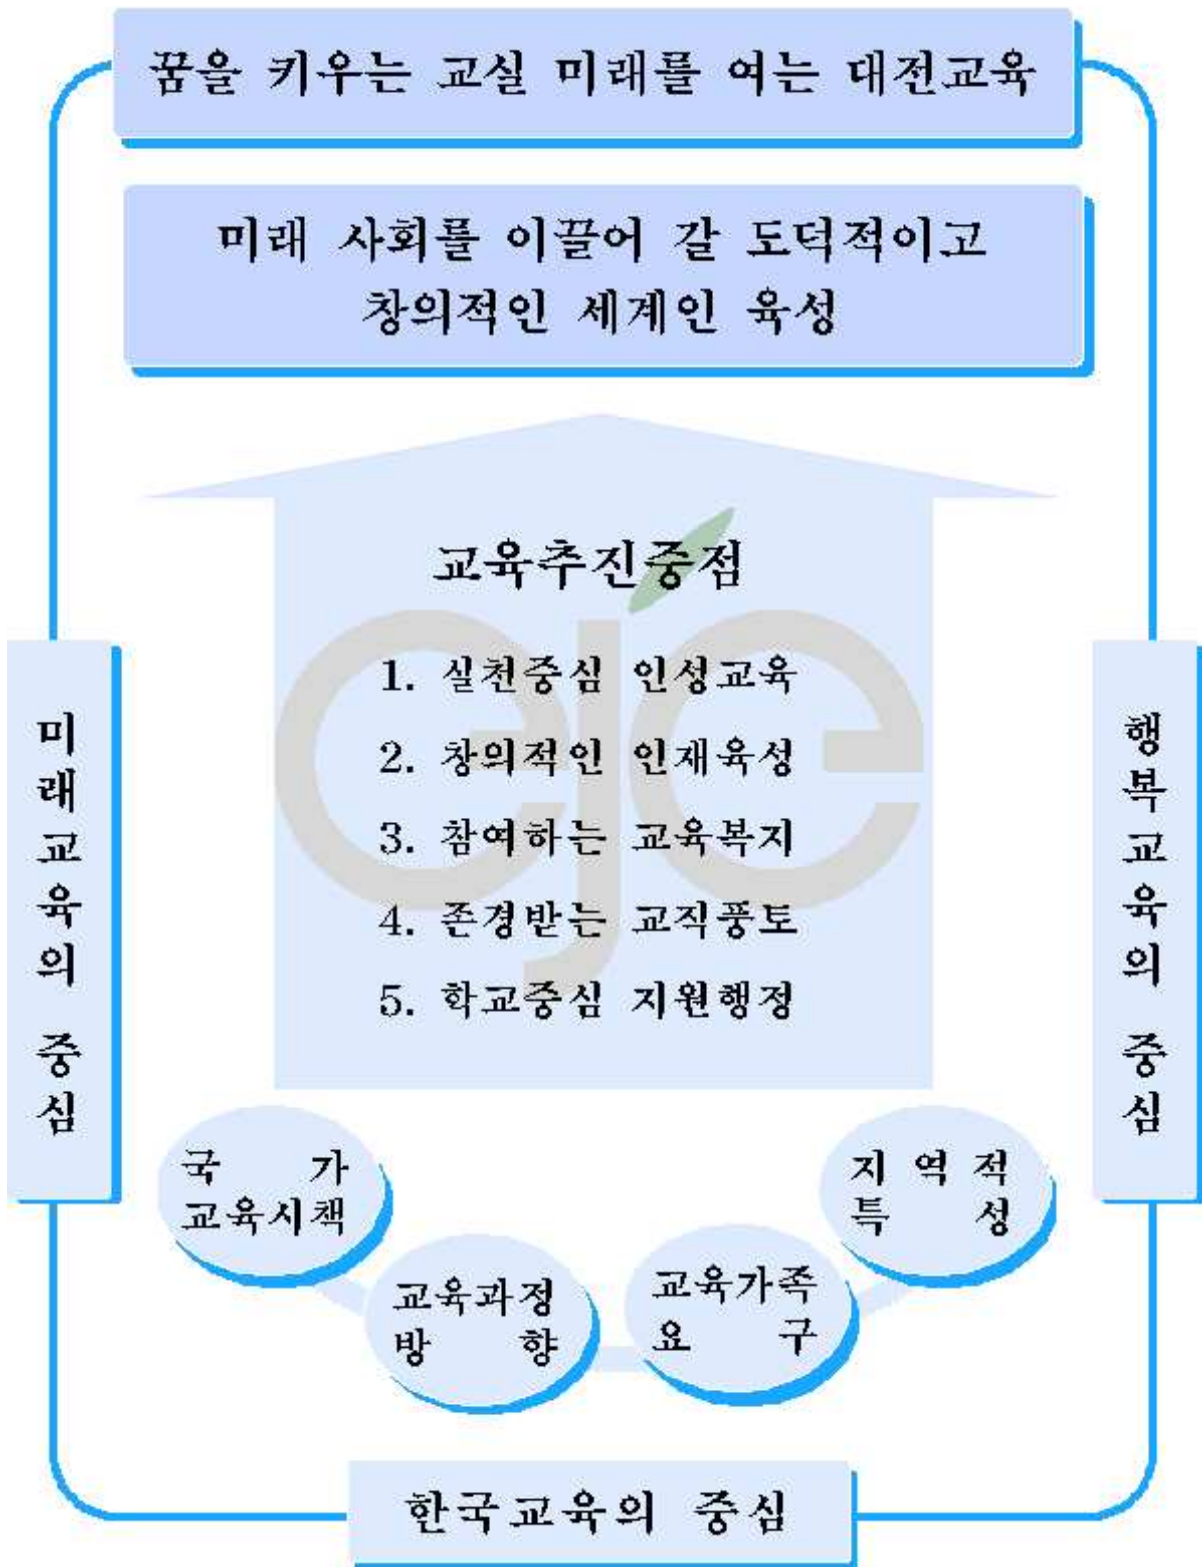 꿈을 키우는 교실 미래를 여는 대전교육
미래 사회를 이끌어 갈 도덕적이고
창의적인 세계인 육성
교육추진중점
1. 실천중심 인성교육
2. 창의적인 인재육성
3. 참여하는 교육복지
4. 존경받는 교직풍토
5. 학교중심 지원행정
미래교육의 중심
행복교육의 중심
국 가
교육시책
교육과정
방 향
교육가족
요 구
지 역 적
특 성
한국교육의 중심
eje